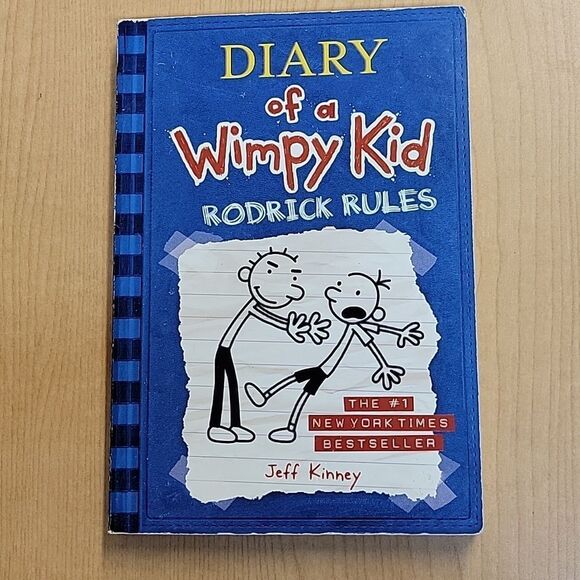 DIARY
of a
Wimpy Kid
RODRICK RULES
THE #1
NEW YORK TIMES
BESTSELLER
Jeff Kinney